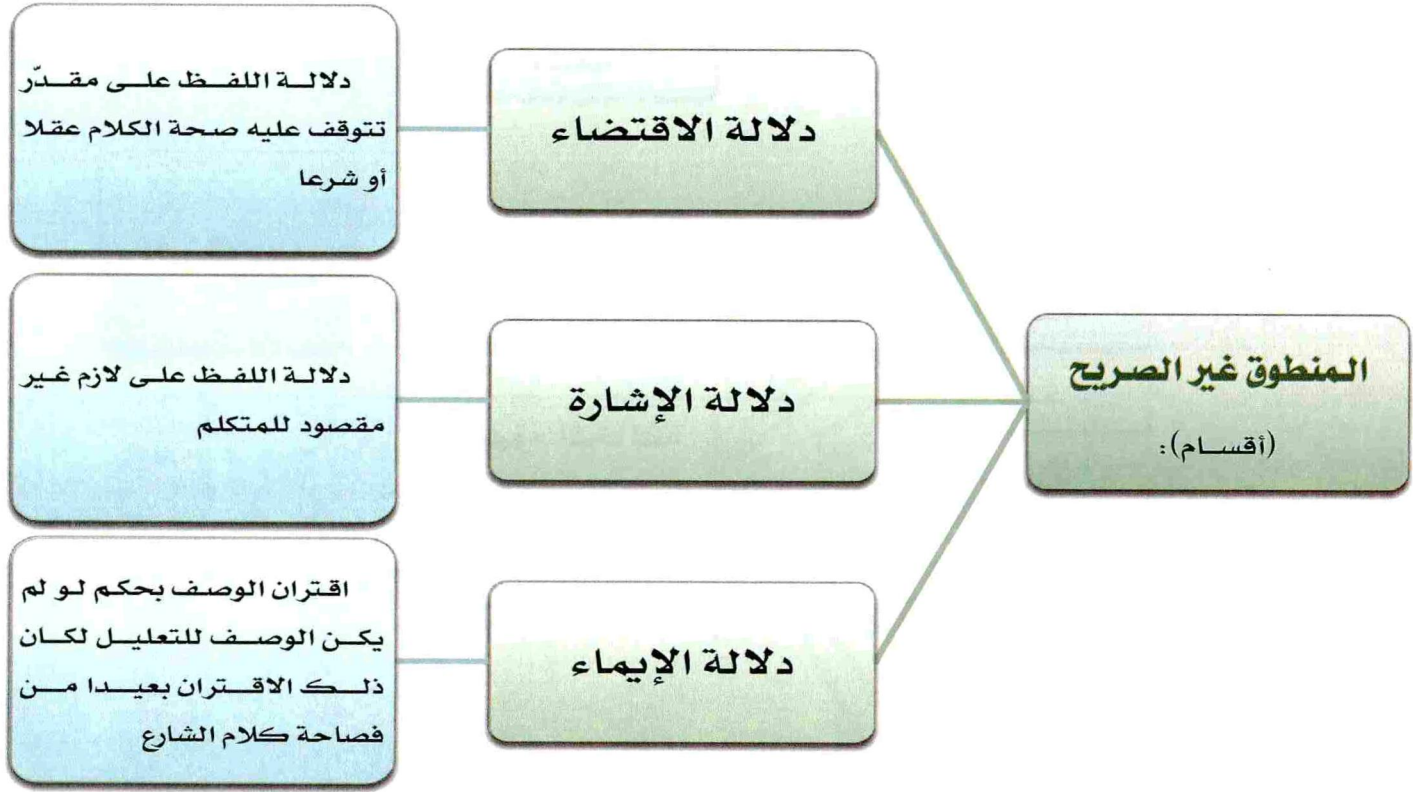 المنطوق غير الصريح
(أقسام):
دلالة الاقتضاء
دلالة اللفظ على مقدّر
تتوقف عليه صحة الكلام عقلا
أو شرعا
دلالة الإشارة
دلالة اللفظ على لازم غير
مقصود للمتكلم
دلالة الإيماء
اقتران الوصف بحكم لو لم
يكن الوصف للتعليل لكان
ذلك الاقتران بعيدا من
فصاحة كلام الشارع